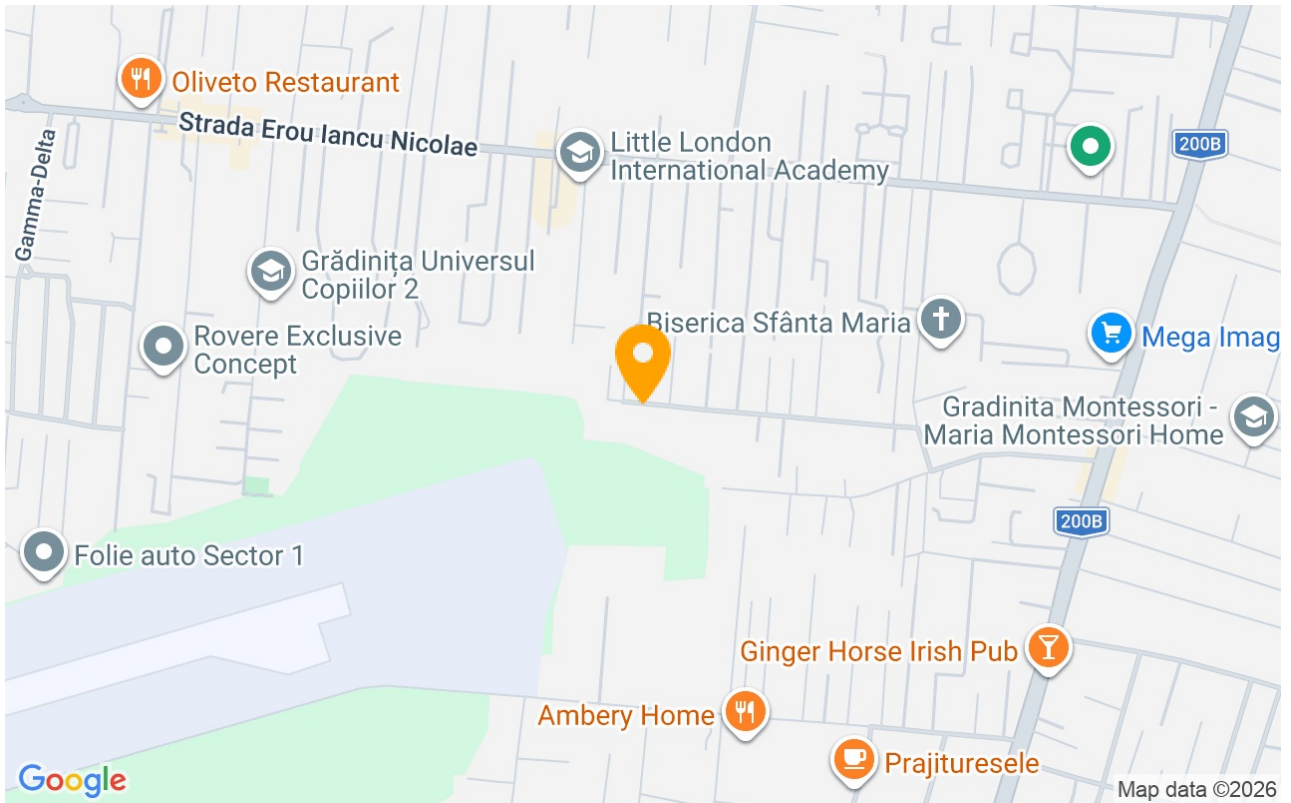 Oliveto Restaurant
Strada Erou Iancu Nicolae
Little London
International Academy
200B
Gamma-Delta
Grădinița Universul
Copiilor 2
Biserica Sfânta Maria
Rovere Exclusive
Concept
Mega Imag
Gradinita Montessori -
Maria Montessori Home
200B
Folie auto Sector 1
Ginger Horse Irish Pub
Ambery Home
Prajituresele
Google
Map data ©2026